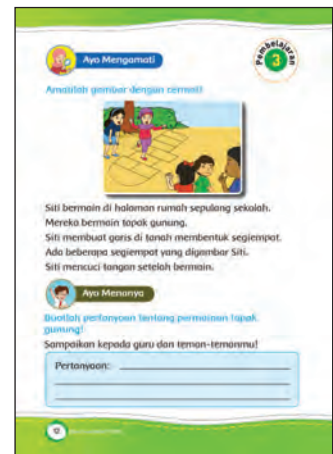 Ayo Mengamati
Pembelajaran
3
Amatilah gambar dengan cermat!
Siti bermain di halaman rumah sepulang sekolah.
Mereka bermain tapak gunung.
Siti membuat garis di tanah membentuk segiempat.
Ada beberapa segiempat yang digambar Siti.
Siti mencuci tangan setelah bermain.
Ayo Menanya
Buatlah pertanyaan tentang permainan tapak
gunung!
Sampaikan kepada guru dan teman-temanmu!
Pertanyaan:
12